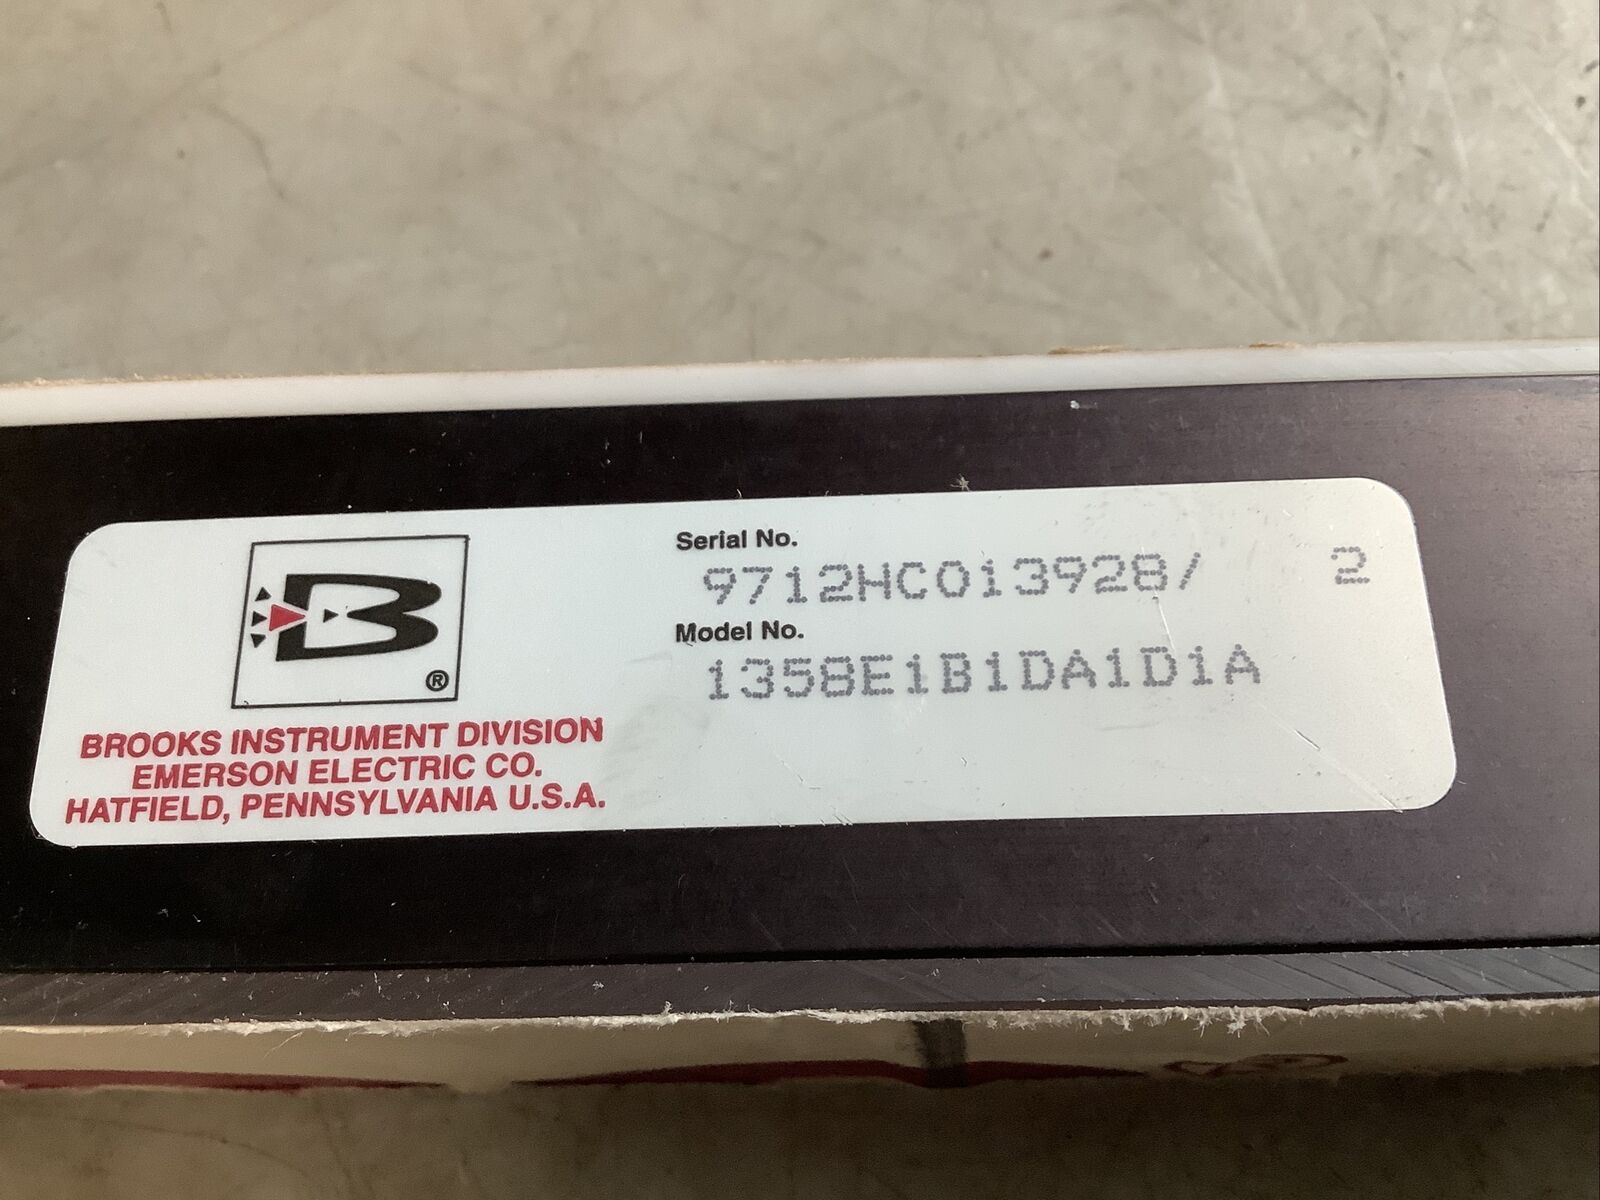 B
®
BROOKS INSTRUMENT DIVISION
EMERSON ELECTRIC CO.
HATFIELD, PENNSYLVANIA U.S.A.
Serial No.
9712HC013928/ 2
Model No.
1358E1B1DA1D1A